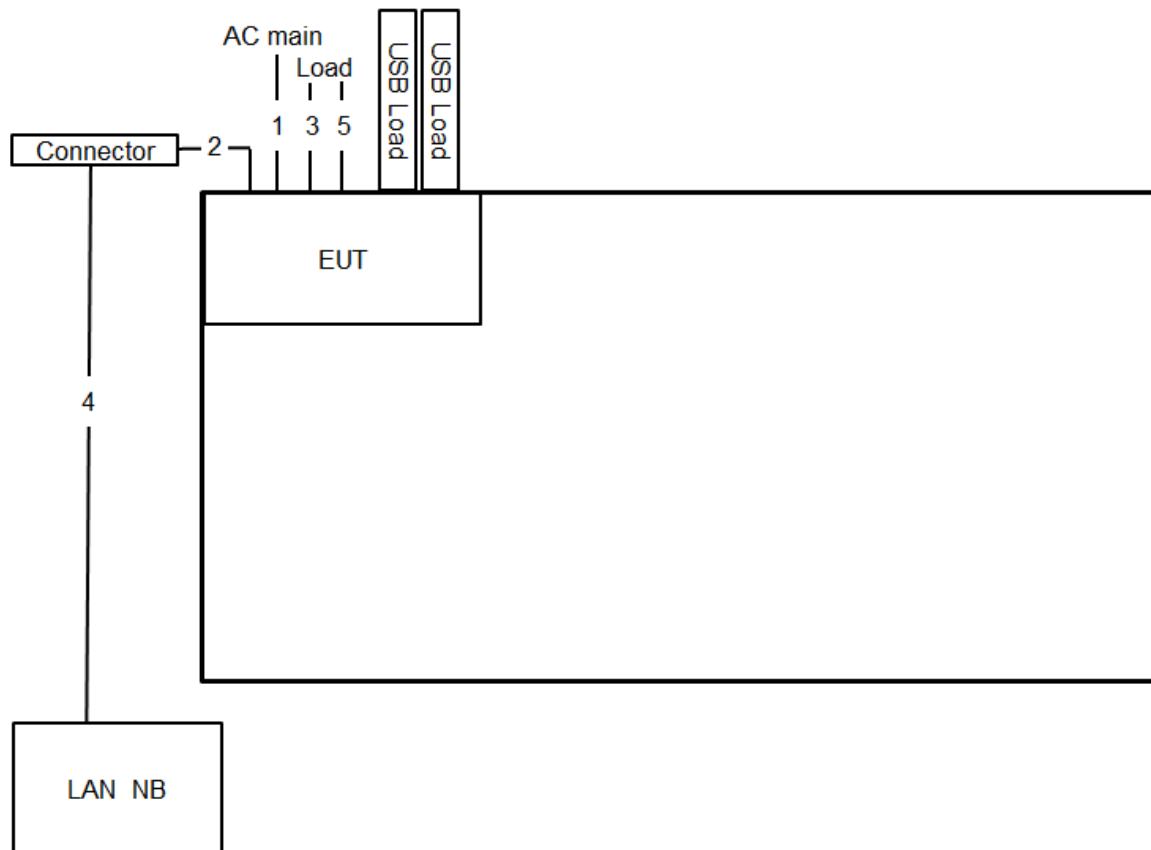 AC main
Load
USB Load
USB Load
1 3 5
Connector
2
EUT
4
LAN NB